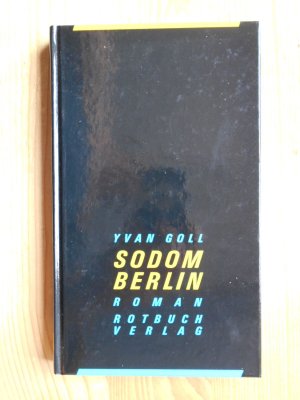 YVAN GOLL
SODOM
BERLIN
ROMAN
ROTBUCH
VERLAG